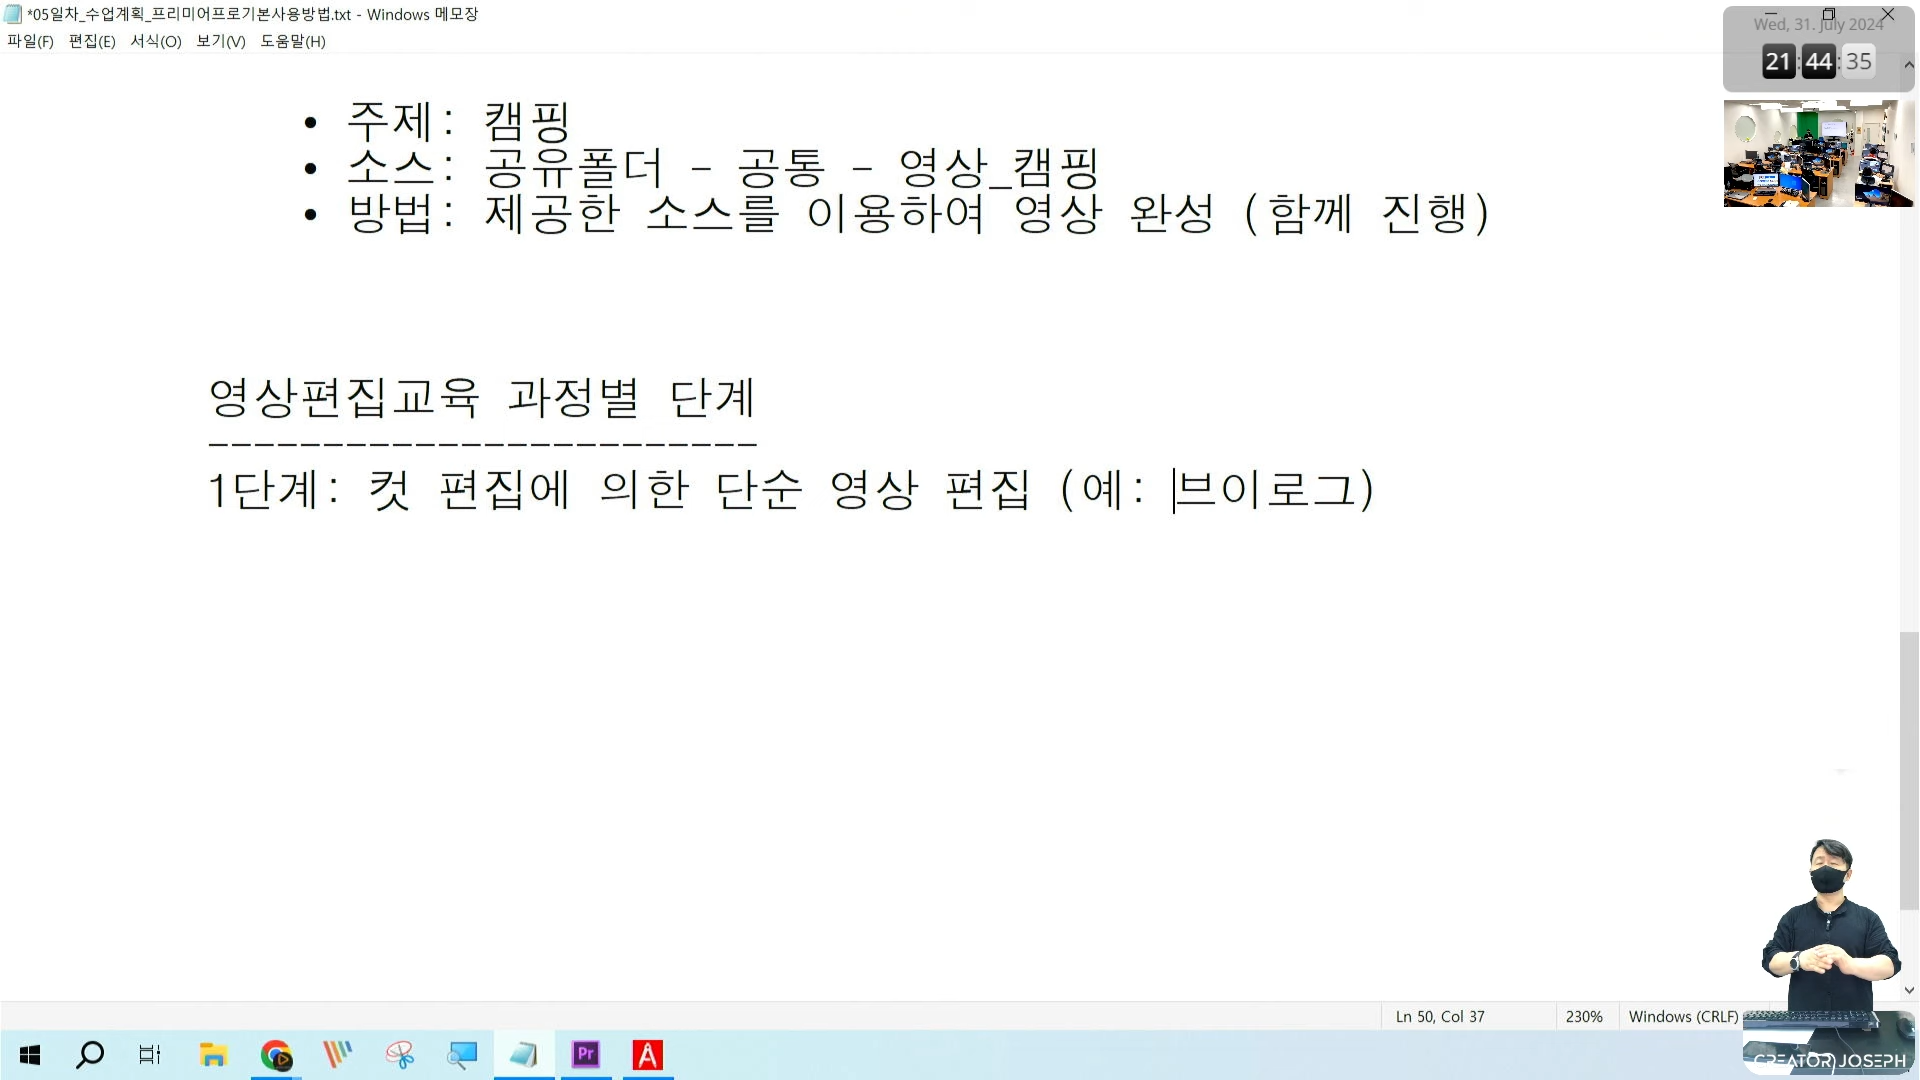 *05일차_수업계획_프리미어프로기본사용방법.txt - Windows 메모장
파일(F) 편집(E) 서식(O) 보기(V) 도움말(H)
Wed, 31. July 2024
21:44:35
• 주제: 캠핑
• 소스: 공유폴더 - 공통 - 영상_캠핑
• 방법: 제공한 소스를 이용하여 영상 완성 (함께 진행)
영상편집교육 과정별 단계
------------------------
1단계: 컷 편집에 의한 단순 영상 편집 (예: 브이로그)
Ln 50, Col 37 230% Windows (CRLF)
Pr
CREATOR JOSEPH